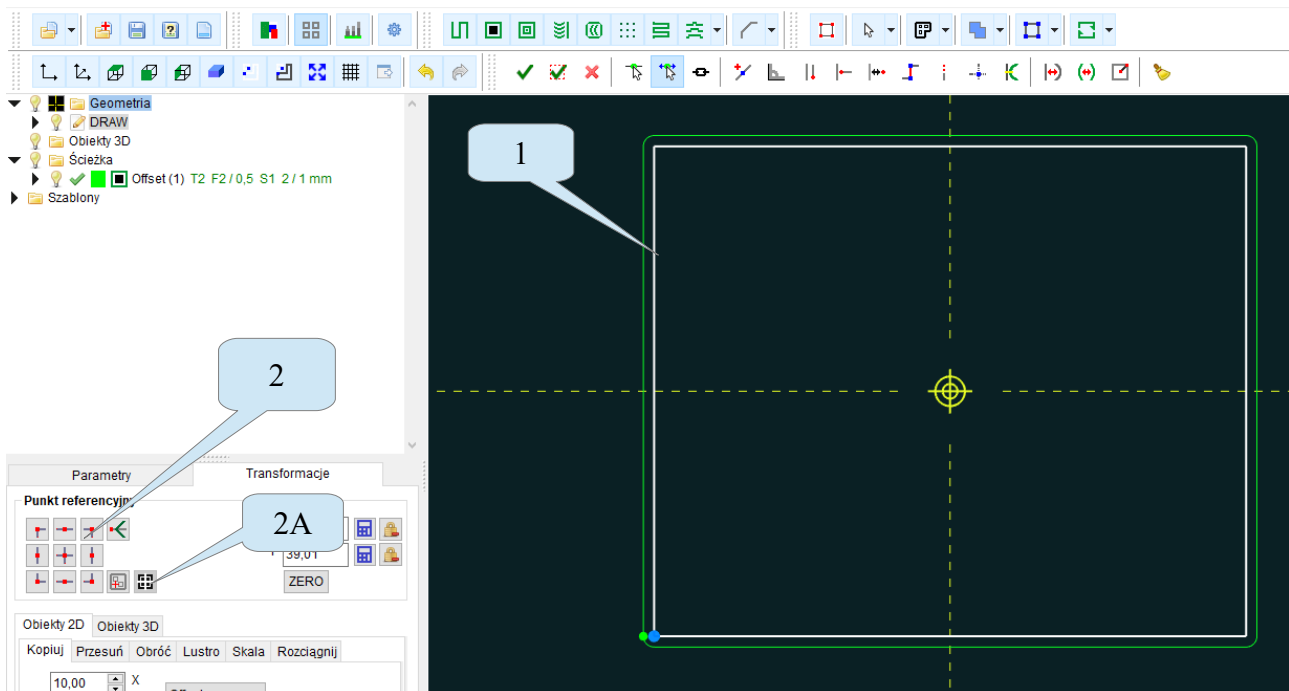 Geometria
DRAW
Obiekty 3D
Ścieżka
Offset (1) T2 F2 / 0,5 S1 2 / 1 mm
Szablony
1
2
Parametry Transformacje
Punkt referencyjny
2A
39,01
ZERO
Obiekty 2D Obiekty 3D
Kopiuj Przesuń Obróć Lustro Skala Rozciągnij
10,00 X